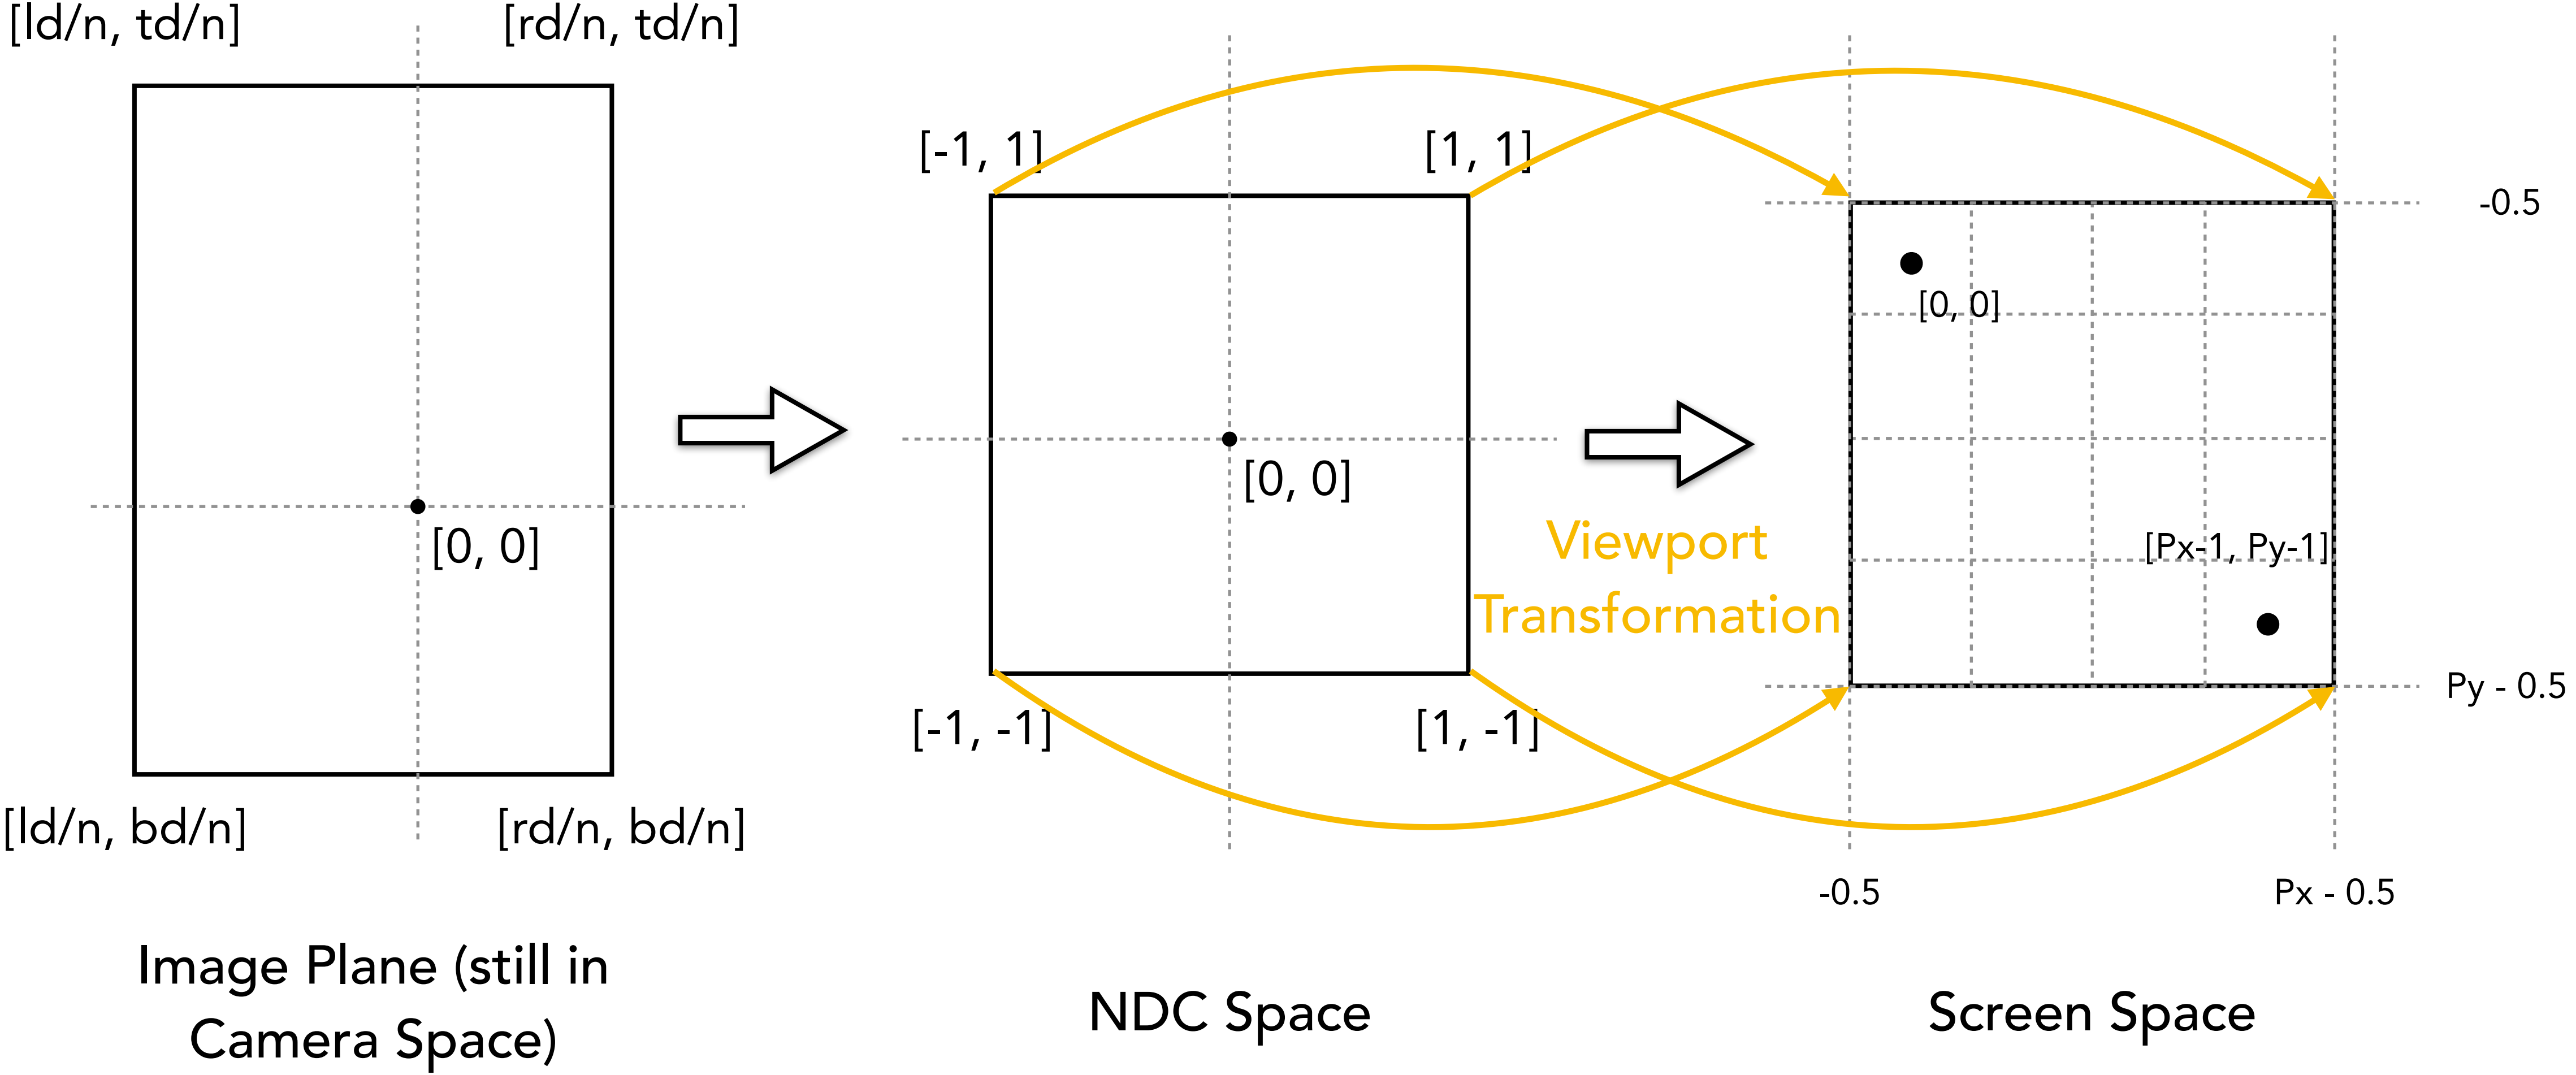 [ld/n, td/n]
[rd/n, td/n]
[0, 0]
[ld/n, bd/n]
[rd/n, bd/n]
Image Plane (still in
Camera Space)
[-1, 1]
[1, 1]
[0, 0]
[-1, -1]
[1, -1]
NDC Space
Viewport
Transformation
-0.5
[0, 0]
[Px-1, Py-1]
Py - 0.5
-0.5
Px - 0.5
Screen Space